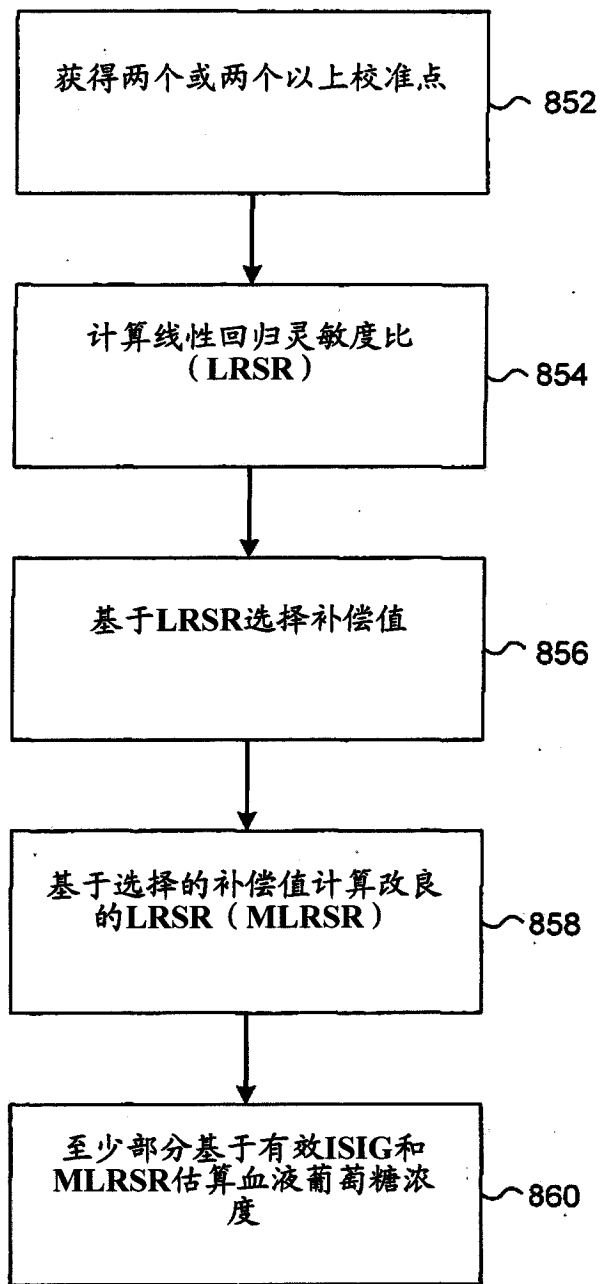 获得两个或两个以上校准点
852
计算线性回归灵敏度比
（LRSR）
854
基于LRSR选择补偿值
856
基于选择的补偿值计算改良
的LRSR（MLRSR）
858
至少部分基于有效ISIG和
MLRSR估算血液葡萄糖浓
度
860